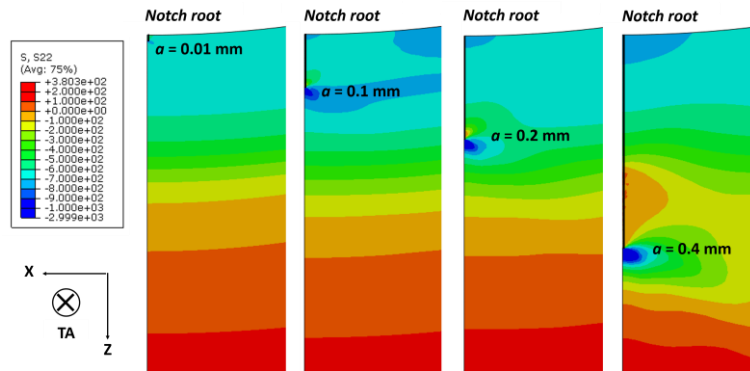 Notch root
Notch root
Notch root
Notch root
S, S22
(Avg: 75%)
+3.803e+02
+2.000e+02
+1.000e+02
+0.000e+00
-1.000e+02
-2.000e+02
-3.000e+02
-4.000e+02
-5.000e+02
-6.000e+02
-7.000e+02
-8.000e+02
-9.000e+02
-1.000e+03
-2.999e+03
a = 0.01 mm
a = 0.1 mm
a = 0.2 mm
a = 0.4 mm
X
TA
Z